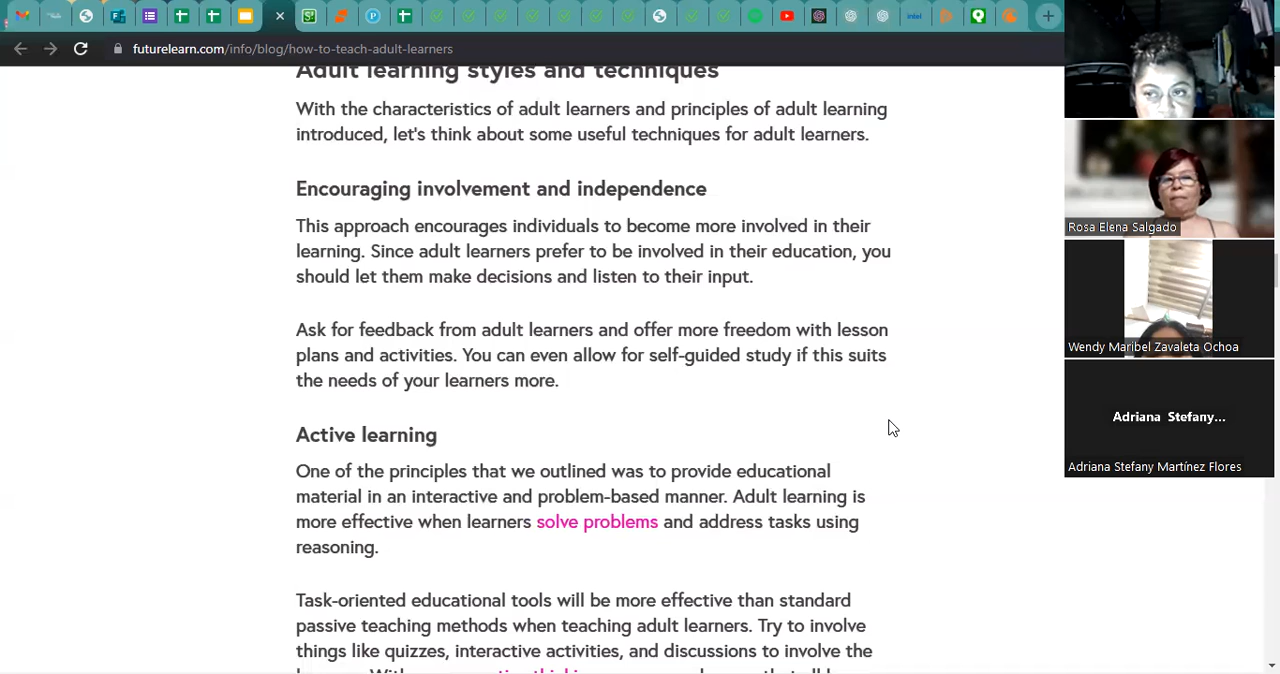 futurelearn.com/info/blog/how-to-teach-adult-learners
Adult learning styles and techniques
With the characteristics of adult learners and principles of adult learning
introduced, let's think about some useful techniques for adult learners.
Encouraging involvement and independence
This approach encourages individuals to become more involved in their
learning. Since adult learners prefer to be involved in their education, you
should let them make decisions and listen to their input.
Ask for feedback from adult learners and offer more freedom with lesson
plans and activities. You can even allow for self-guided study if this suits
the needs of your learners more.
Active learning
One of the principles that we outlined was to provide educational
material in an interactive and problem-based manner. Adult learning is
more effective when learners solve problems and address tasks using
reasoning.
Task-oriented educational tools will be more effective than standard
passive teaching methods when teaching adult learners. Try to involve
things like quizzes, interactive activities, and discussions to involve the
Rosa Elena Salgado
Wendy Maribel Zavaleta Ochoa
Adriana Stefany...
Adriana Stefany Martínez Flores